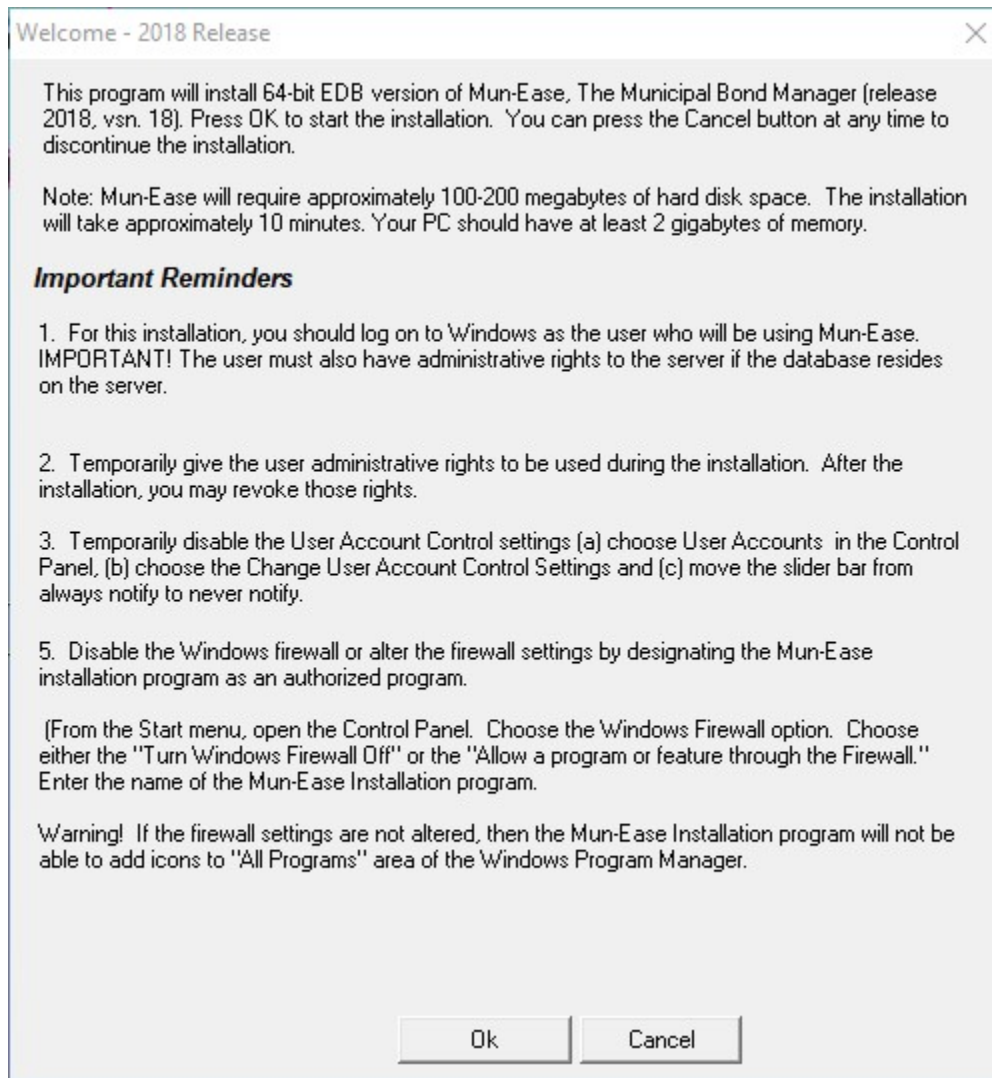 Welcome - 2018 Release
This program will install 64-bit EDB version of Mun-Ease, The Municipal Bond Manager (release
2018, vsn. 18). Press OK to start the installation.  You can press the Cancel button at any time to
discontinue the installation.
Note: Mun-Ease will require approximately 100-200 megabytes of hard disk space.  The installation
will take approximately 10 minutes. Your PC should have at least 2 gigabytes of memory.
Important Reminders
1.  For this installation, you should log on to Windows as the user who will be using Mun-Ease.
IMPORTANT! The user must also have administrative rights to the server if the database resides
on the server.
2.  Temporarily give the user administrative rights to be used during the installation.  After the
installation, you may revoke those rights.
3.  Temporarily disable the User Account Control settings (a) choose User Accounts  in the Control
Panel, (b) choose the Change User Account Control Settings and (c) move the slider bar from
always notify to never notify.
5.  Disable the Windows firewall or alter the firewall settings by designating the Mun-Ease
installation program as an authorized program.
(From the Start menu, open the Control Panel.  Choose the Windows Firewall option.  Choose
either the "Turn Windows Firewall Off" or the "Allow a program or feature through the Firewall."
Enter the name of the Mun-Ease Installation program.
Warning!  If the firewall settings are not altered, then the Mun-Ease Installation program will not be
able to add icons to "All Programs" area of the Windows Program Manager.
Ok
Cancel